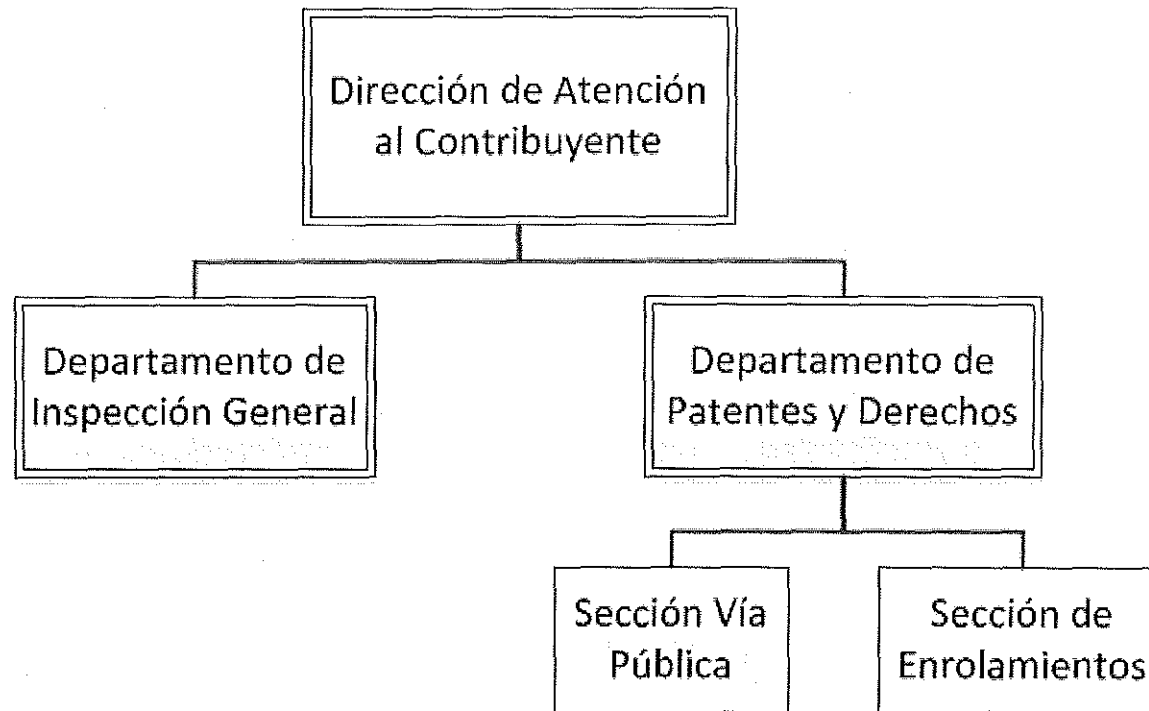 Dirección de Atención
al Contribuyente
Departamento de
Inspección General
Departamento de
Patentes y Derechos
Sección Vía
Pública
Sección de
Enrolamientos